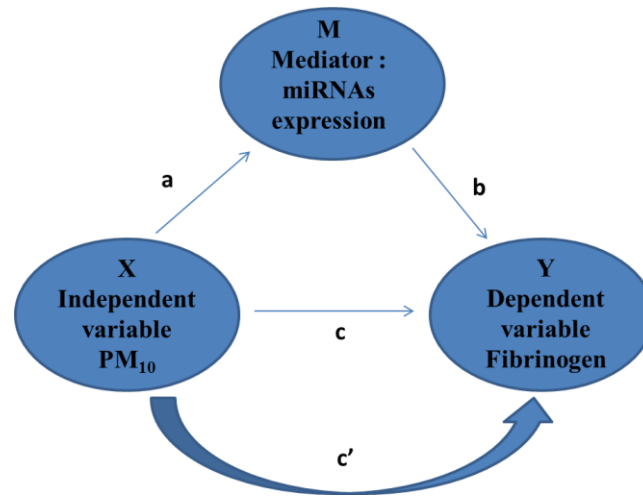 M
Mediator :
miRNAs
expression
a
b
X
Independent
variable
PM₁₀
c
Y
Dependent
variable
Fibrinogen
c’